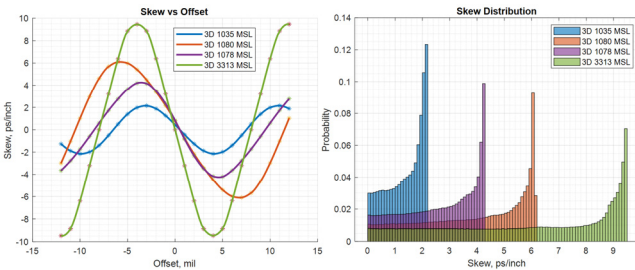 Skew vs Offset
10
8
6
4
2
0
-2
-4
-6
-8
-10
Skew, ps/inch
3D 1035 MSL
3D 1080 MSL
3D 1078 MSL
3D 3313 MSL
-15
-10
-5
0
5
10
15
Offset, mil
Skew Distribution
0.14
0.12
0.1
0.08
0.06
0.04
0.02
0
Probability
3D 1035 MSL
3D 1080 MSL
3D 1078 MSL
3D 3313 MSL
0
1
2
3
4
5
6
7
8
9
Skew, ps/inch